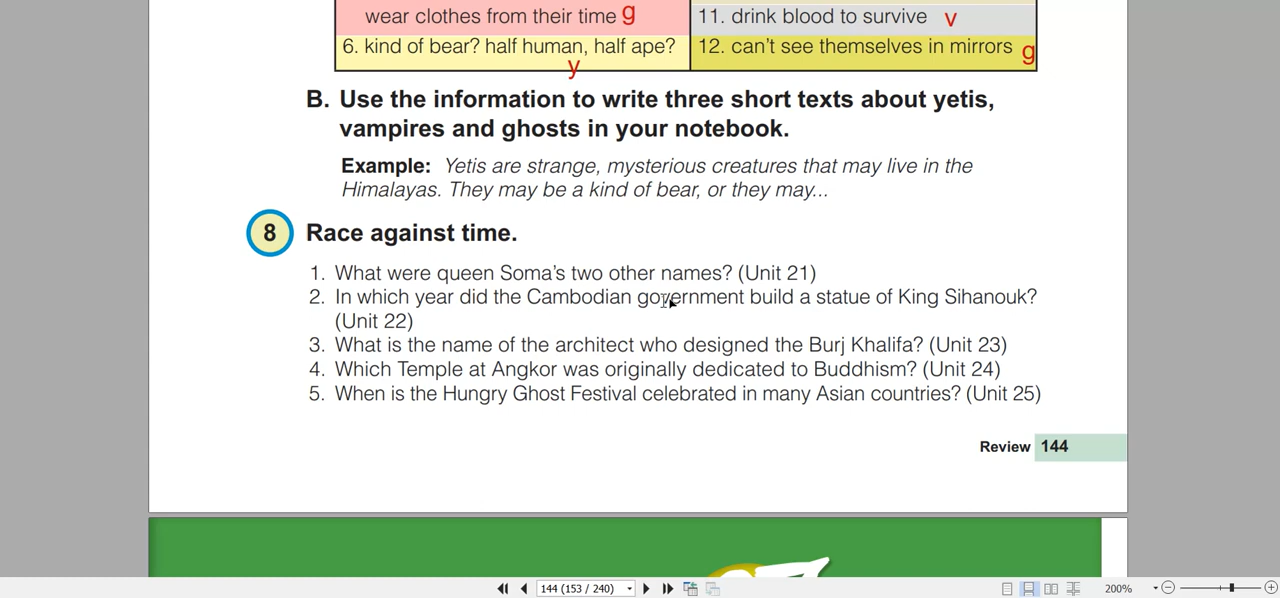 wear clothes from their time g
11. drink blood to survive v
6. kind of bear? half human, half ape? y
12. can't see themselves in mirrors g
B. Use the information to write three short texts about yetis,
vampires and ghosts in your notebook.
Example: Yetis are strange, mysterious creatures that may live in the
Himalayas. They may be a kind of bear, or they may...
8 Race against time.
1. What were queen Soma's two other names? (Unit 21)
2. In which year did the Cambodian government build a statue of King Sihanouk?
(Unit 22)
3. What is the name of the architect who designed the Burj Khalifa? (Unit 23)
4. Which Temple at Angkor was originally dedicated to Buddhism? (Unit 24)
5. When is the Hungry Ghost Festival celebrated in many Asian countries? (Unit 25)
Review 144
144 (153 / 240)
200%